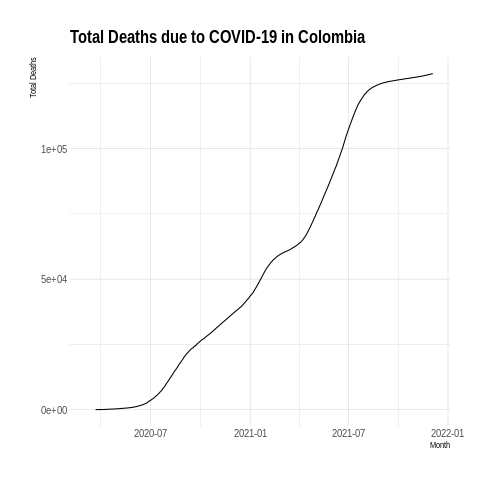 Total Deaths due to COVID-19 in Colombia
Total Deaths
1e+05
5e+04
0e+00
2020-07 2021-01 2021-07 2022-01
Month